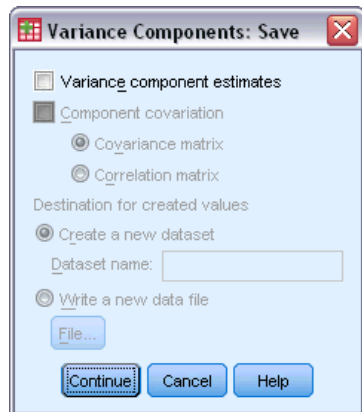 Variance Components: Save
Variance component estimates
Component covariation
Covariance matrix
Correlation matrix
Destination for created values
Create a new dataset
Dataset name:
Write a new data file
File...
Continue Cancel Help